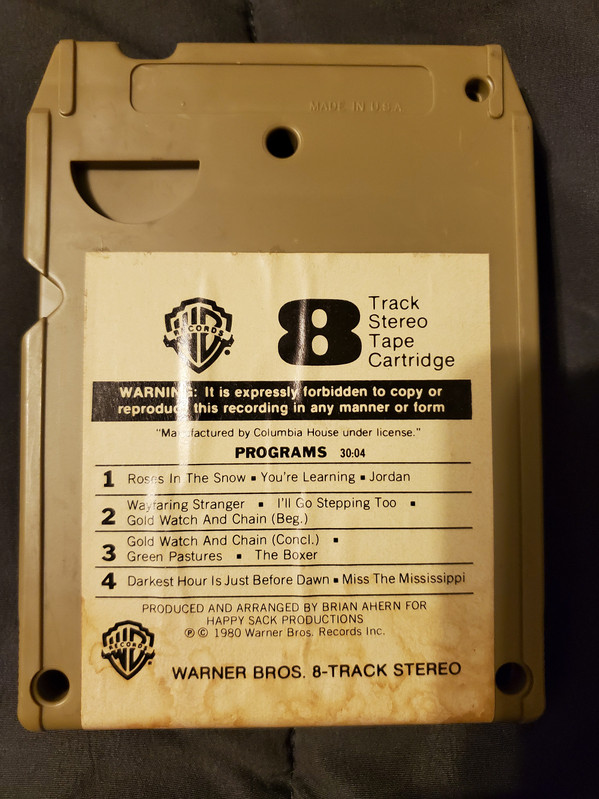 MADE IN U.S.A
W B RECORDS
8 Track
Stereo
Tape
Cartridge
WARNING: It is expressly forbidden to copy or
reproduce this recording in any manner or form
"Manufactured by Columbia House under license."
PROGRAMS 30:04
1 Roses In The Snow ▪ You're Learning ▪ Jordan
2 Wayfaring Stranger ▪ I'll Go Stepping Too ▪
Gold Watch And Chain (Beg.)
3 Gold Watch And Chain (Concl.) ▪
Green Pastures ▪ The Boxer
4 Darkest Hour Is Just Before Dawn ▪ Miss The Mississippi
PRODUCED AND ARRANGED BY BRIAN AHERN FOR
HAPPY SACK PRODUCTIONS
℗ © 1980 Warner Bros. Records Inc.
W B RECORDS
WARNER BROS. 8-TRACK STEREO